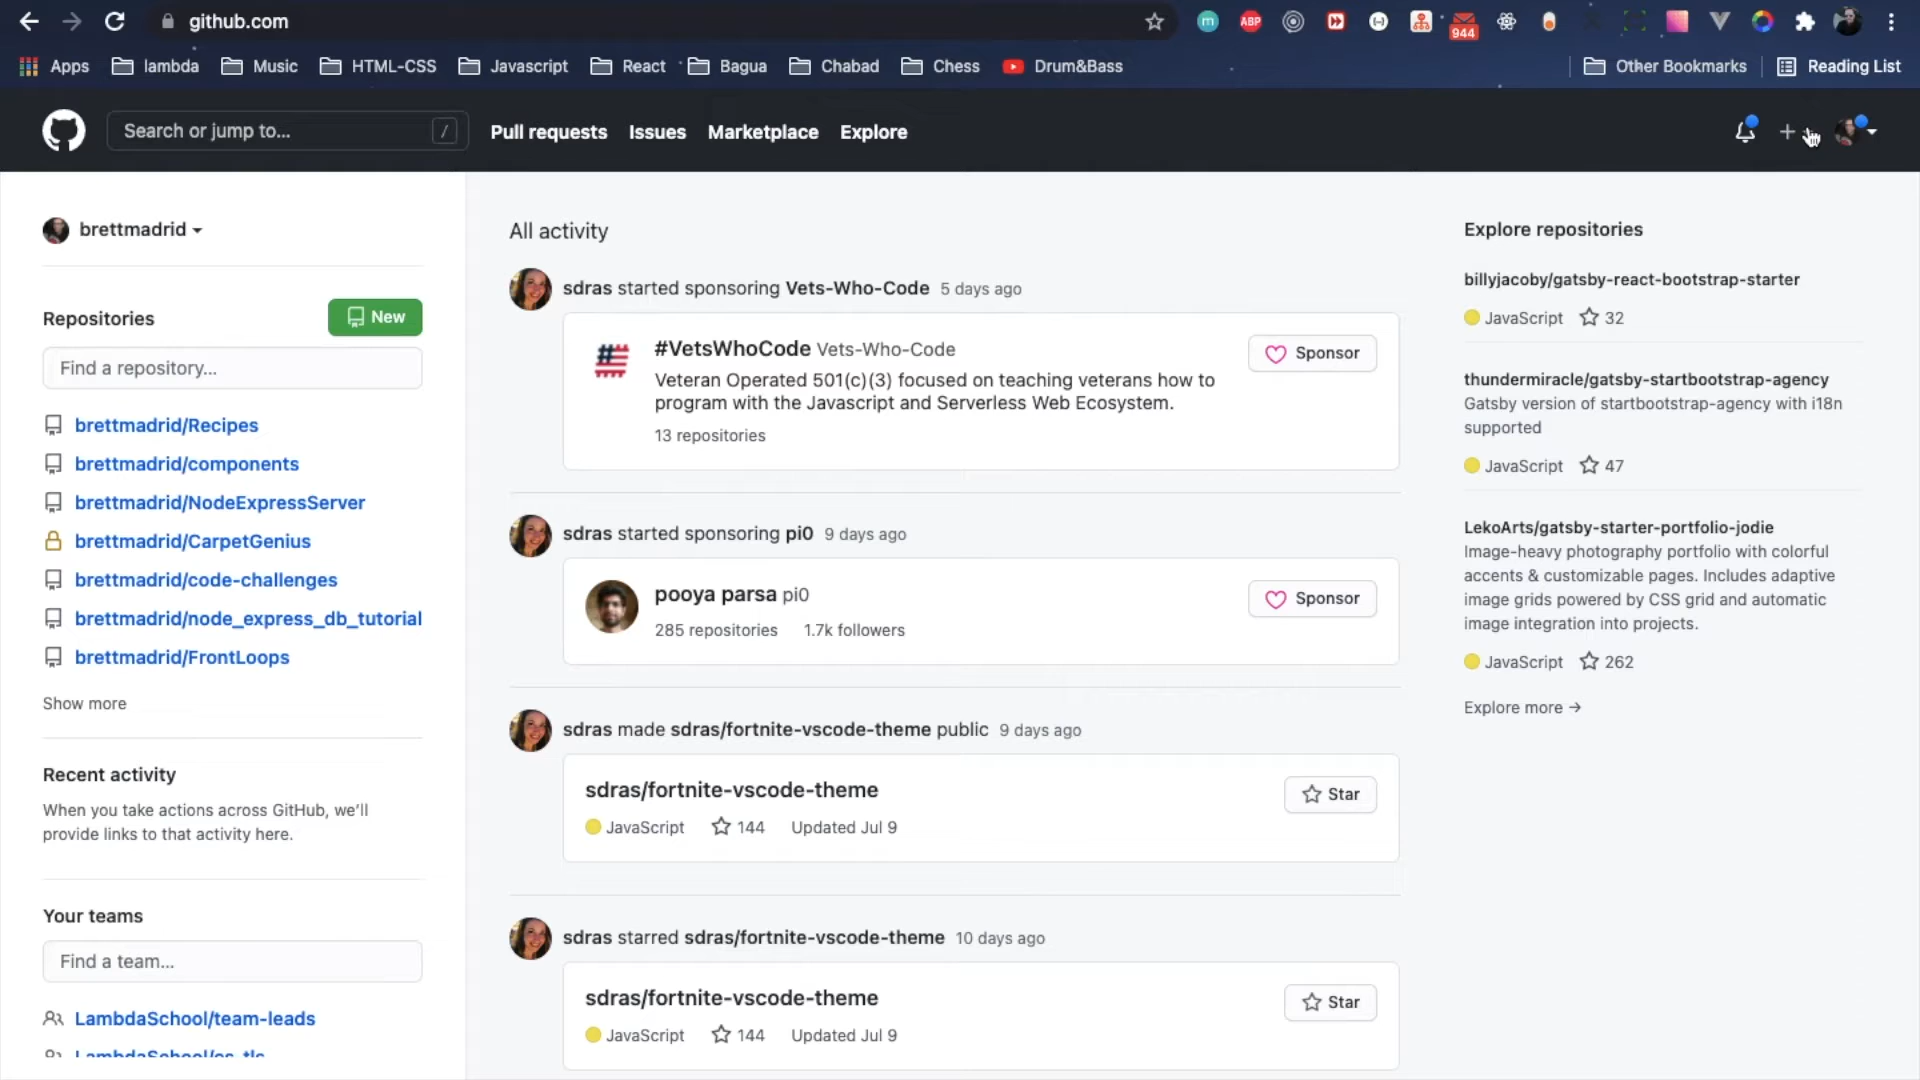 github.com
ABP
944
Apps
lambda
Music
HTML-CSS
Javascript
React
Bagua
Chabad
Chess
Drum&Bass
Other Bookmarks
Reading List
Search or jump to...
/
Pull requests
Issues
Marketplace
Explore
brettmadrid
Repositories
New
Find a repository...
brettmadrid/Recipes
brettmadrid/components
brettmadrid/NodeExpressServer
brettmadrid/CarpetGenius
brettmadrid/code-challenges
brettmadrid/node_express_db_tutorial
brettmadrid/FrontLoops
Show more
Recent activity
When you take actions across GitHub, we'll
provide links to that activity here.
Your teams
Find a team...
LambdaSchool/team-leads
All activity
sdras started sponsoring Vets-Who-Code 5 days ago
#VetsWhoCode Vets-Who-Code
Sponsor
Veteran Operated 501(c)(3) focused on teaching veterans how to
program with the Javascript and Serverless Web Ecosystem.
13 repositories
sdras started sponsoring pi0 9 days ago
pooya parsa pi0
Sponsor
285 repositories 1.7k followers
sdras made sdras/fortnite-vscode-theme public 9 days ago
sdras/fortnite-vscode-theme
Star
JavaScript 144 Updated Jul 9
sdras starred sdras/fortnite-vscode-theme 10 days ago
sdras/fortnite-vscode-theme
Star
JavaScript 144 Updated Jul 9
Explore repositories
billyjacoby/gatsby-react-bootstrap-starter
JavaScript 32
thundermiracle/gatsby-startbootstrap-agency
Gatsby version of startbootstrap-agency with i18n
supported
JavaScript 47
LekoArts/gatsby-starter-portfolio-jodie
Image-heavy photography portfolio with colorful
accents & customizable pages. Includes adaptive
image grids powered by CSS grid and automatic
image integration into projects.
JavaScript 262
Explore more →